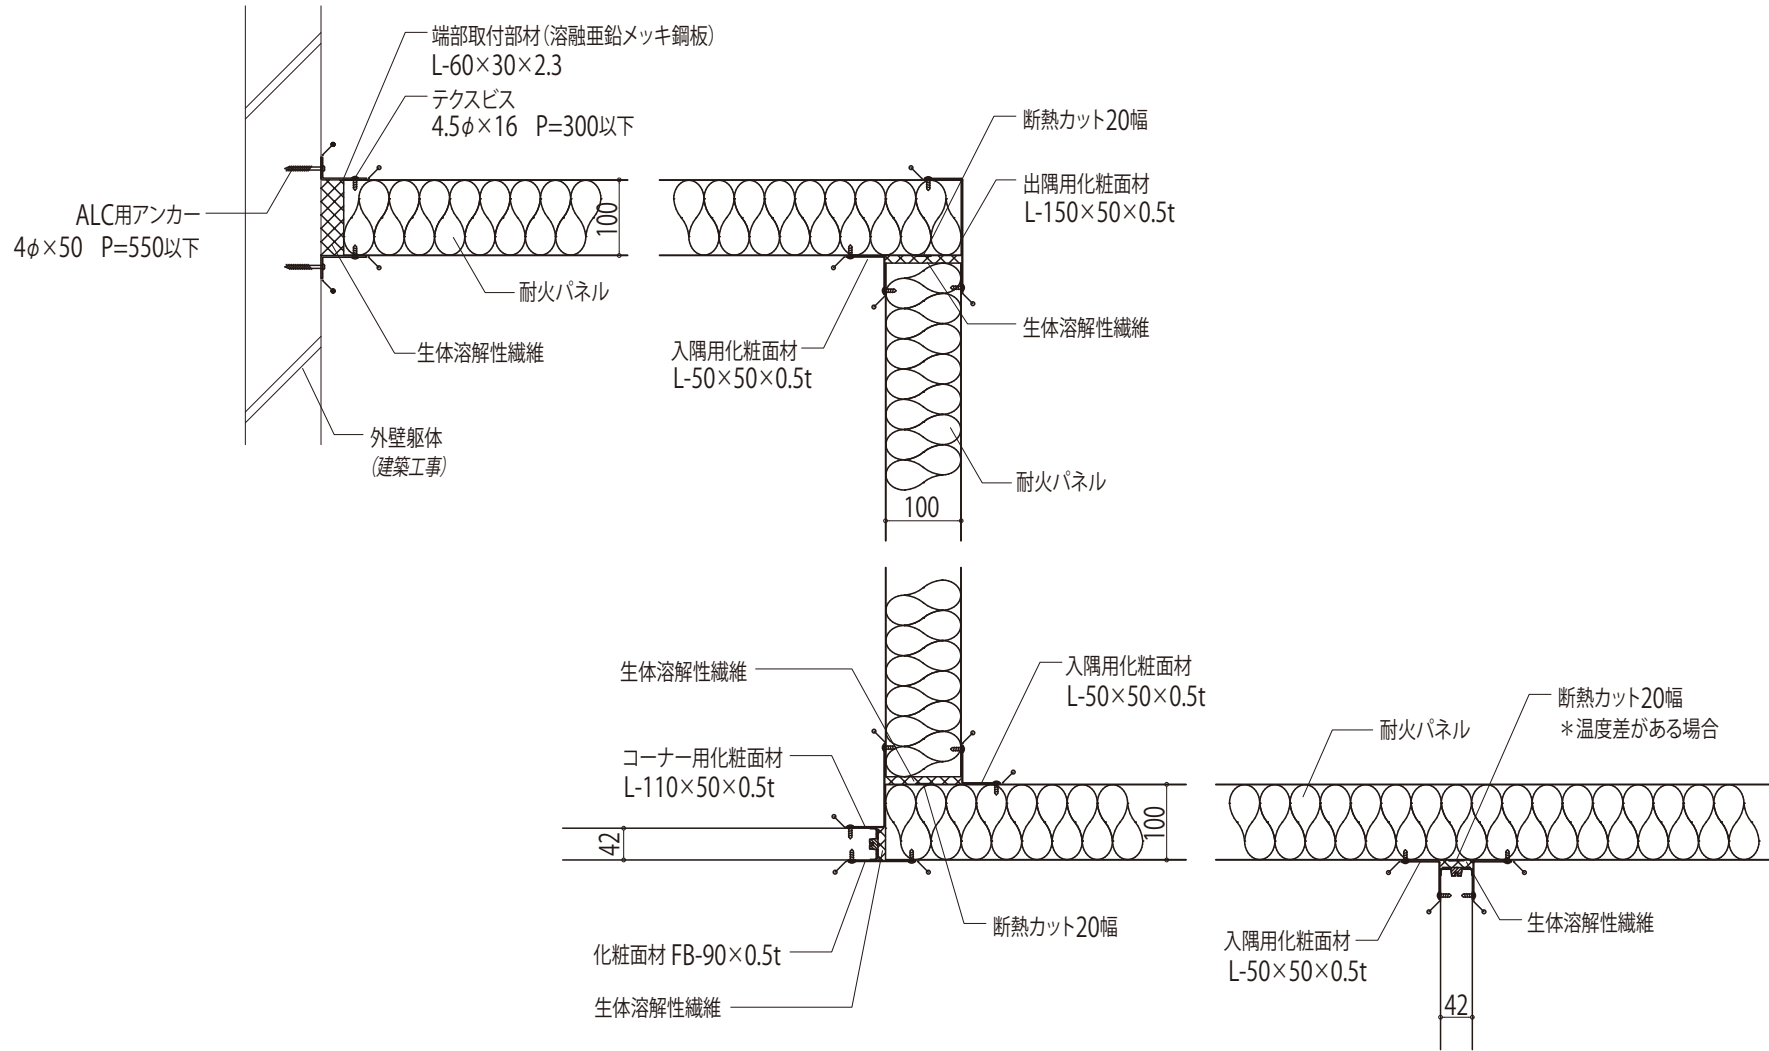 端部取付部材(溶融亜鉛メッキ鋼板)
L-60×30×2.3
テクスビス
4.5φ×16 P=300以下
ALC用アンカー
4φ×50 P=550以下
100
耐火パネル
生体溶解性繊維
外壁躯体
(建築工事)
断熱カット20幅
出隅用化粧面材
L-150×50×0.5t
生体溶解性繊維
入隅用化粧面材
L-50×50×0.5t
耐火パネル
100
生体溶解性繊維
入隅用化粧面材
L-50×50×0.5t
コーナー用化粧面材
L-110×50×0.5t
42
100
断熱カット20幅
化粧面材 FB-90×0.5t
生体溶解性繊維
耐火パネル
断熱カット20幅
*温度差がある場合
生体溶解性繊維
入隅用化粧面材
L-50×50×0.5t
42